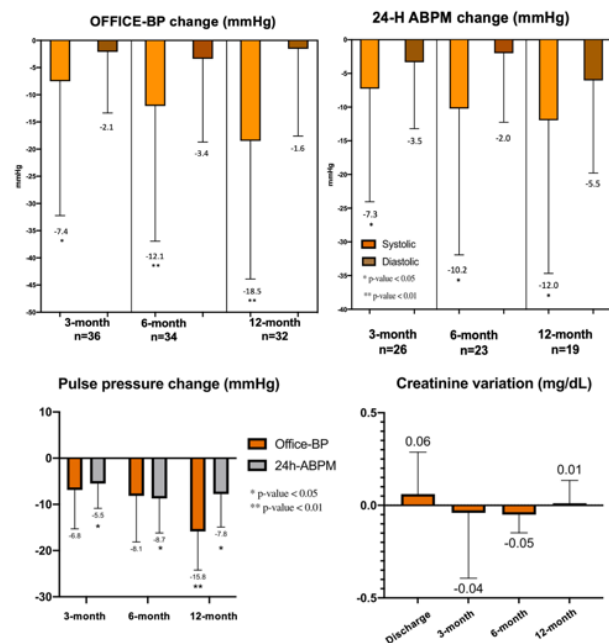 OFFICE-BP change (mmHg)
0
-5
-10
-15
-20
-25
-30
-35
-40
-45
-50
mmHg
-2.1
-3.4
-1.6
-7.4
*
-12.1
**
-18.5
**
3-month
n=36
6-month
n=34
12-month
n=32
24-H ABPM change (mmHg)
0
-5
-10
-15
-20
-25
-30
-35
-40
mmHg
-3.5
-2.0
-5.5
-7.3
*
-10.2
*
-12.0
*
Systolic
Diastolic
* p-value < 0.05
** p-value < 0.01
3-month
n=26
6-month
n=23
12-month
n=19
Pulse pressure change (mmHg)
10
0
-10
-20
-30
-6.8
-5.5
*
-8.1
-8.7
*
-15.8
**
-7.8
*
3-month
6-month
12-month
Office-BP
24h-ABPM
* p-value < 0.05
** p-value < 0.01
Creatinine variation (mg/dL)
0.5
0.0
-0.5
0.06
-0.04
-0.05
0.01
Discharge
3-month
6-month
12-month